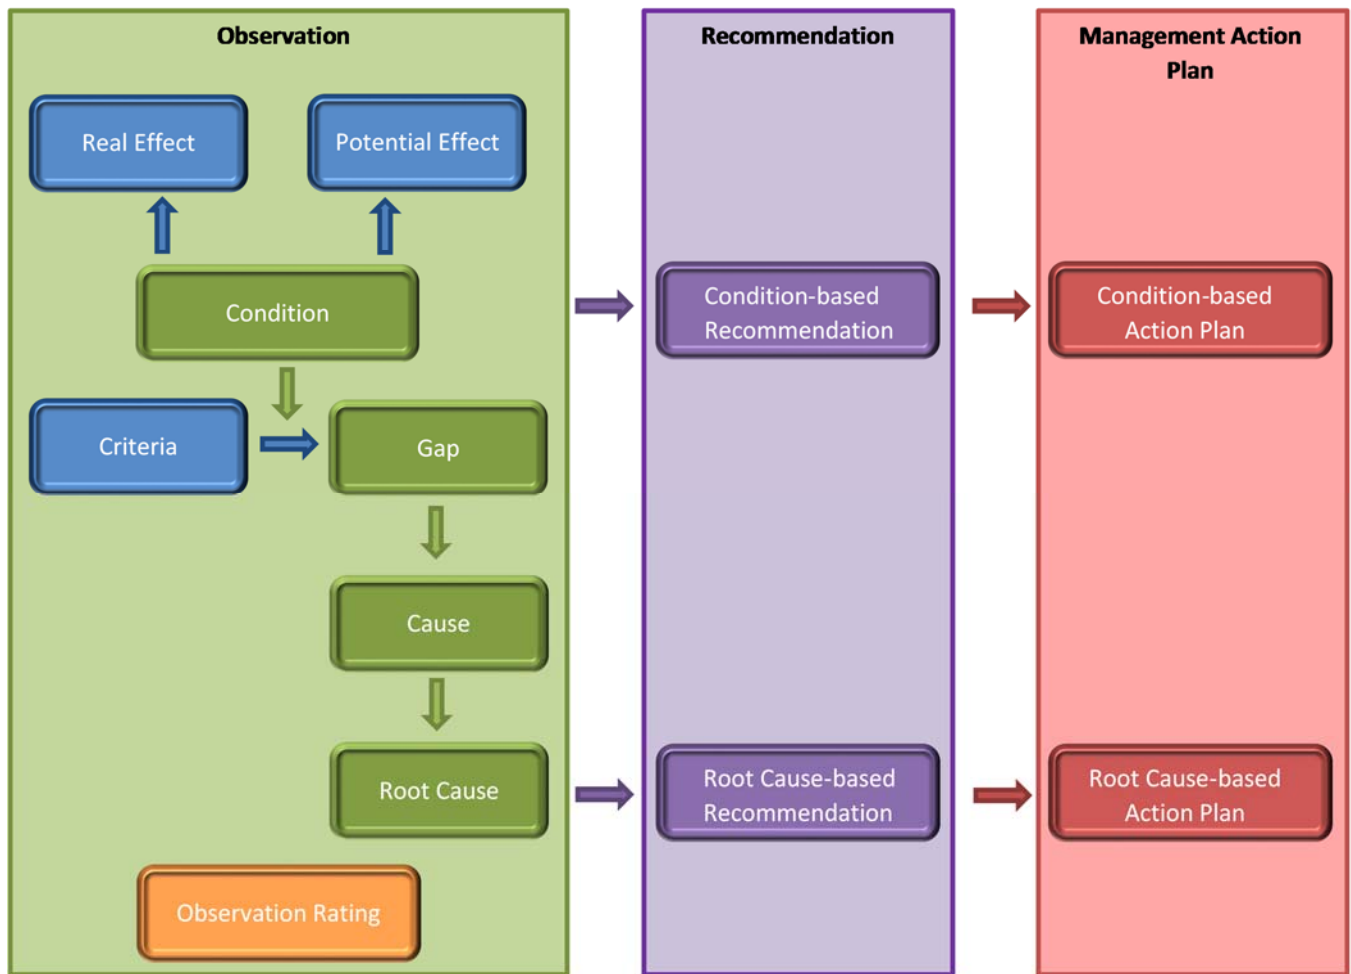 Observation
Real Effect
Potential Effect
Condition
Criteria
Gap
Cause
Root Cause
Observation Rating
Recommendation
Condition-based
Recommendation
Root Cause-based
Recommendation
Management Action
Plan
Condition-based
Action Plan
Root Cause-based
Action Plan